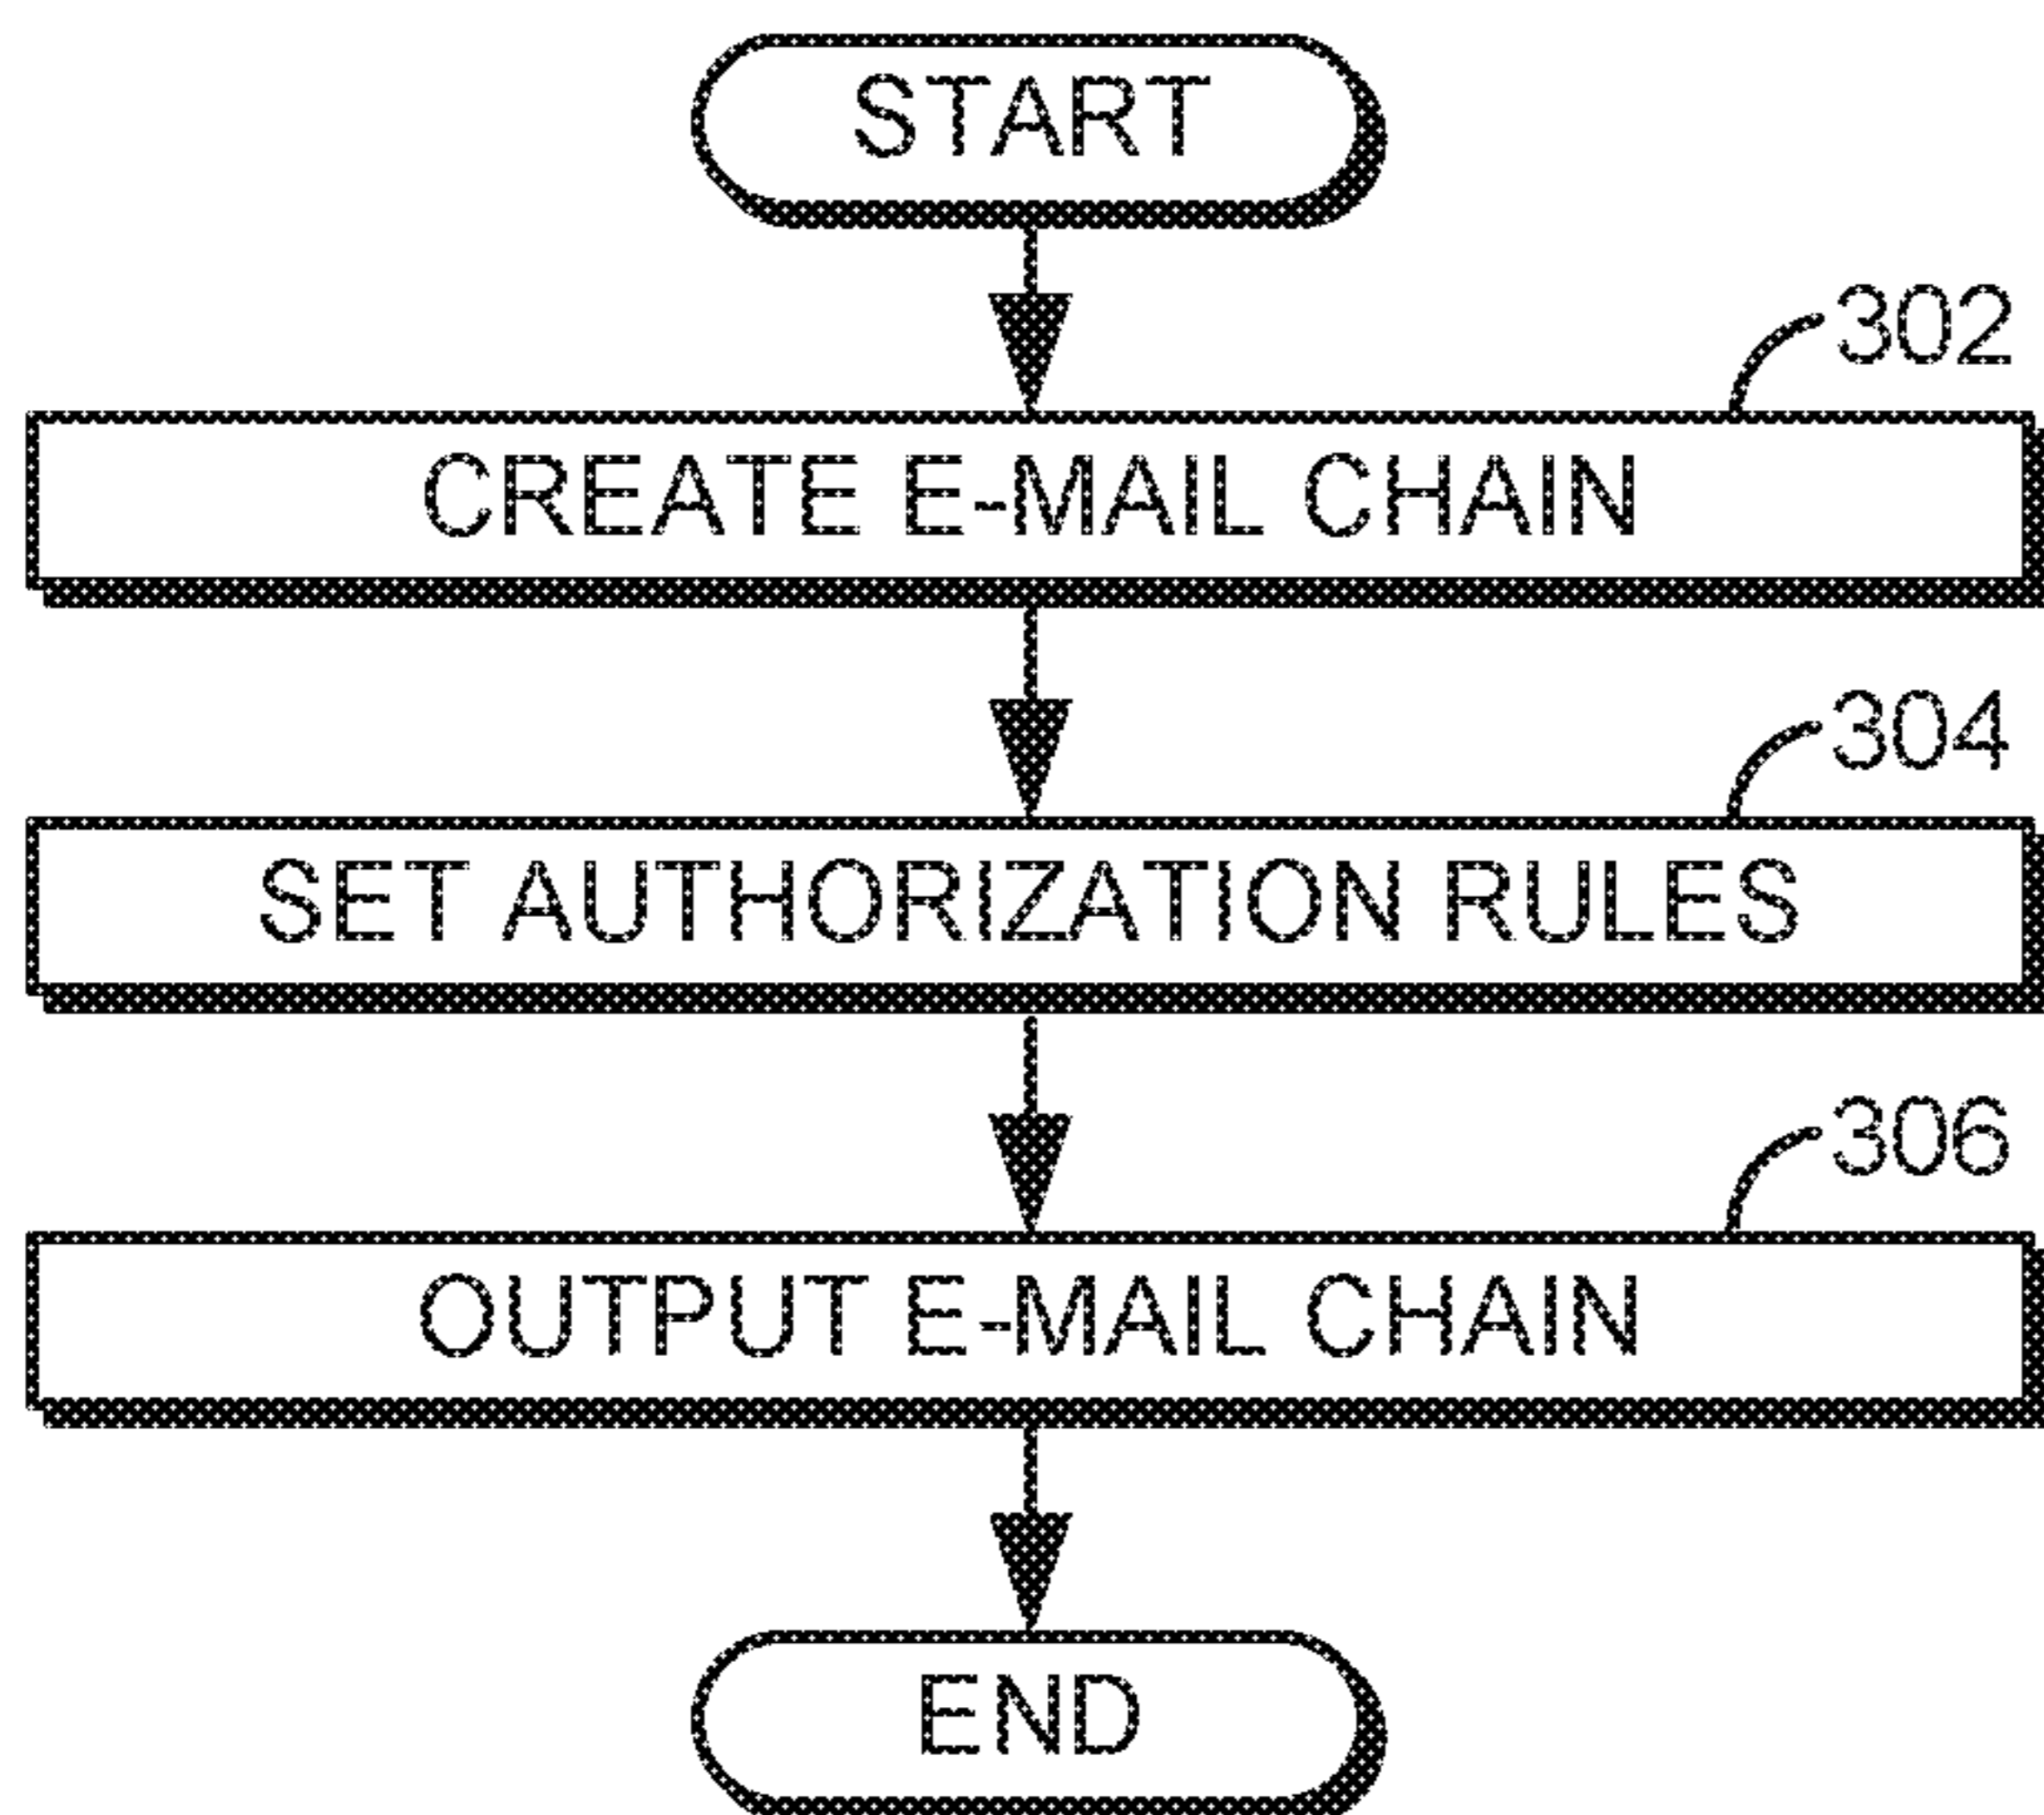 START
302
CREATE E-MAIL CHAIN
304
SET AUTHORIZATION RULES
306
OUTPUT E-MAIL CHAIN
END